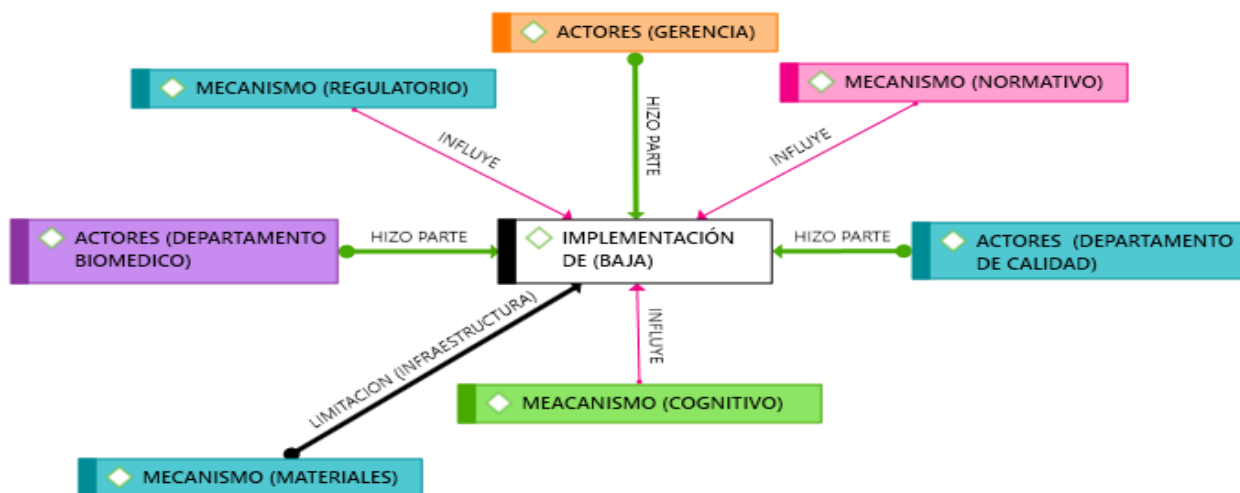 ACTORES (GERENCIA)
MECANISMO (REGULATORIO)
MECANISMO (NORMATIVO)
INFLUYE
HIZO PARTE
INFLUYE
ACTORES (DEPARTAMENTO
BIOMEDICO)
HIZO PARTE
IMPLEMENTACIÓN
DE (BAJA)
HIZO PARTE
ACTORES (DEPARTAMENTO
DE CALIDAD)
LIMITACION (INFRAESTRUCTURA)
INFLUYE
MEACANISMO (COGNITIVO)
MECANISMO (MATERIALES)